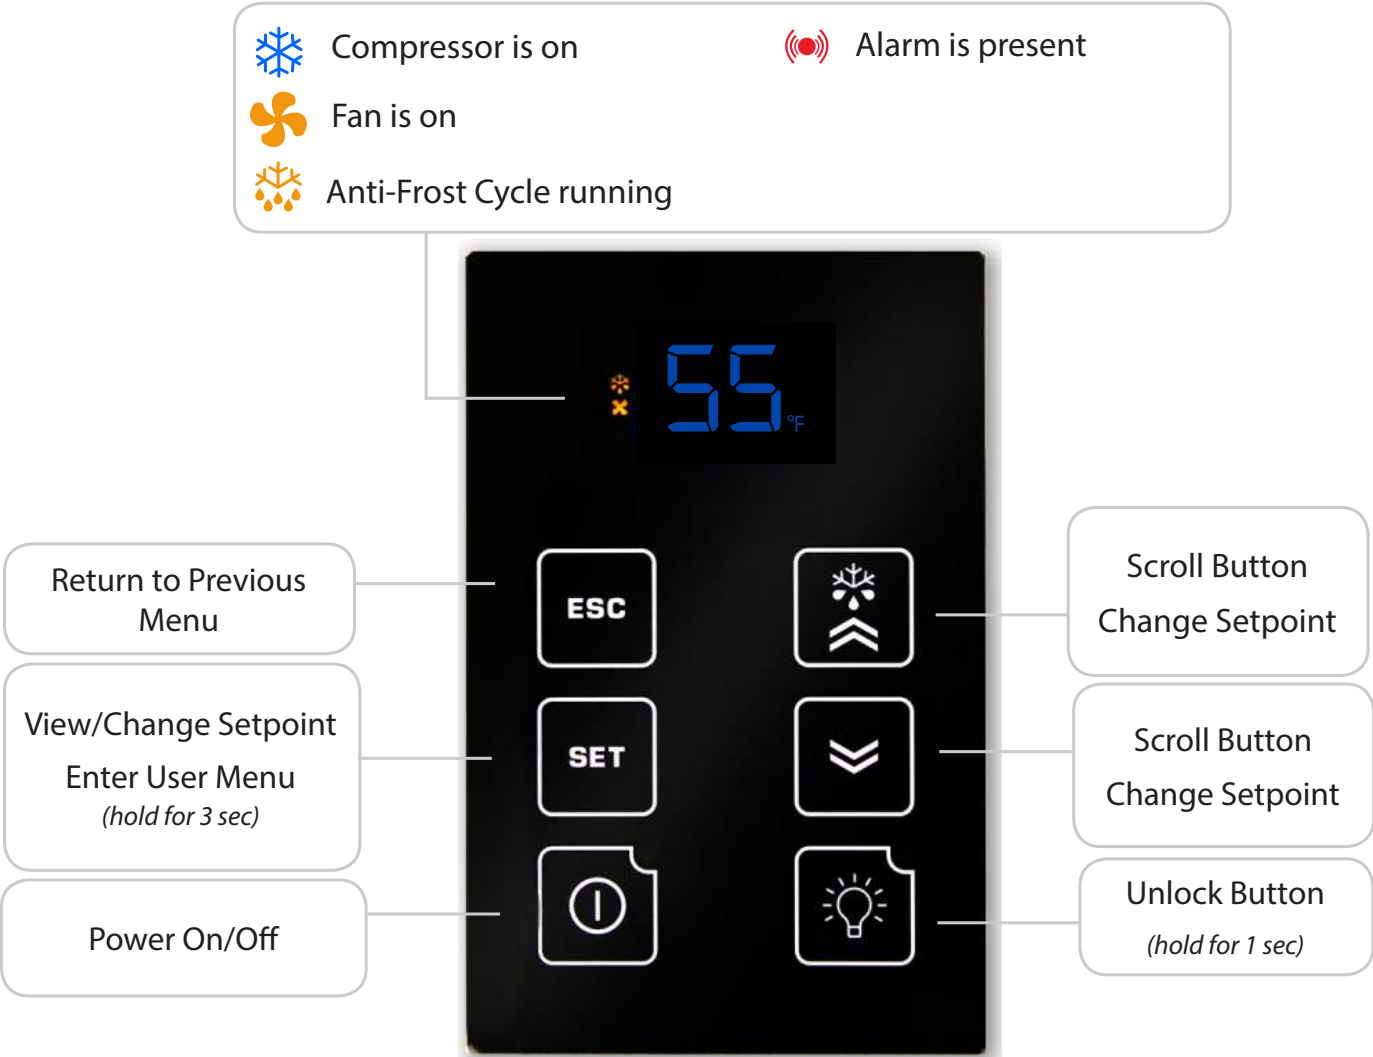 Compressor is on
Alarm is present
Fan is on
Anti-Frost Cycle running
55 °F
Return to Previous
Menu
ESC
Scroll Button
Change Setpoint
View/Change Setpoint
Enter User Menu
(hold for 3 sec)
SET
Scroll Button
Change Setpoint
Power On/Off
Unlock Button
(hold for 1 sec)